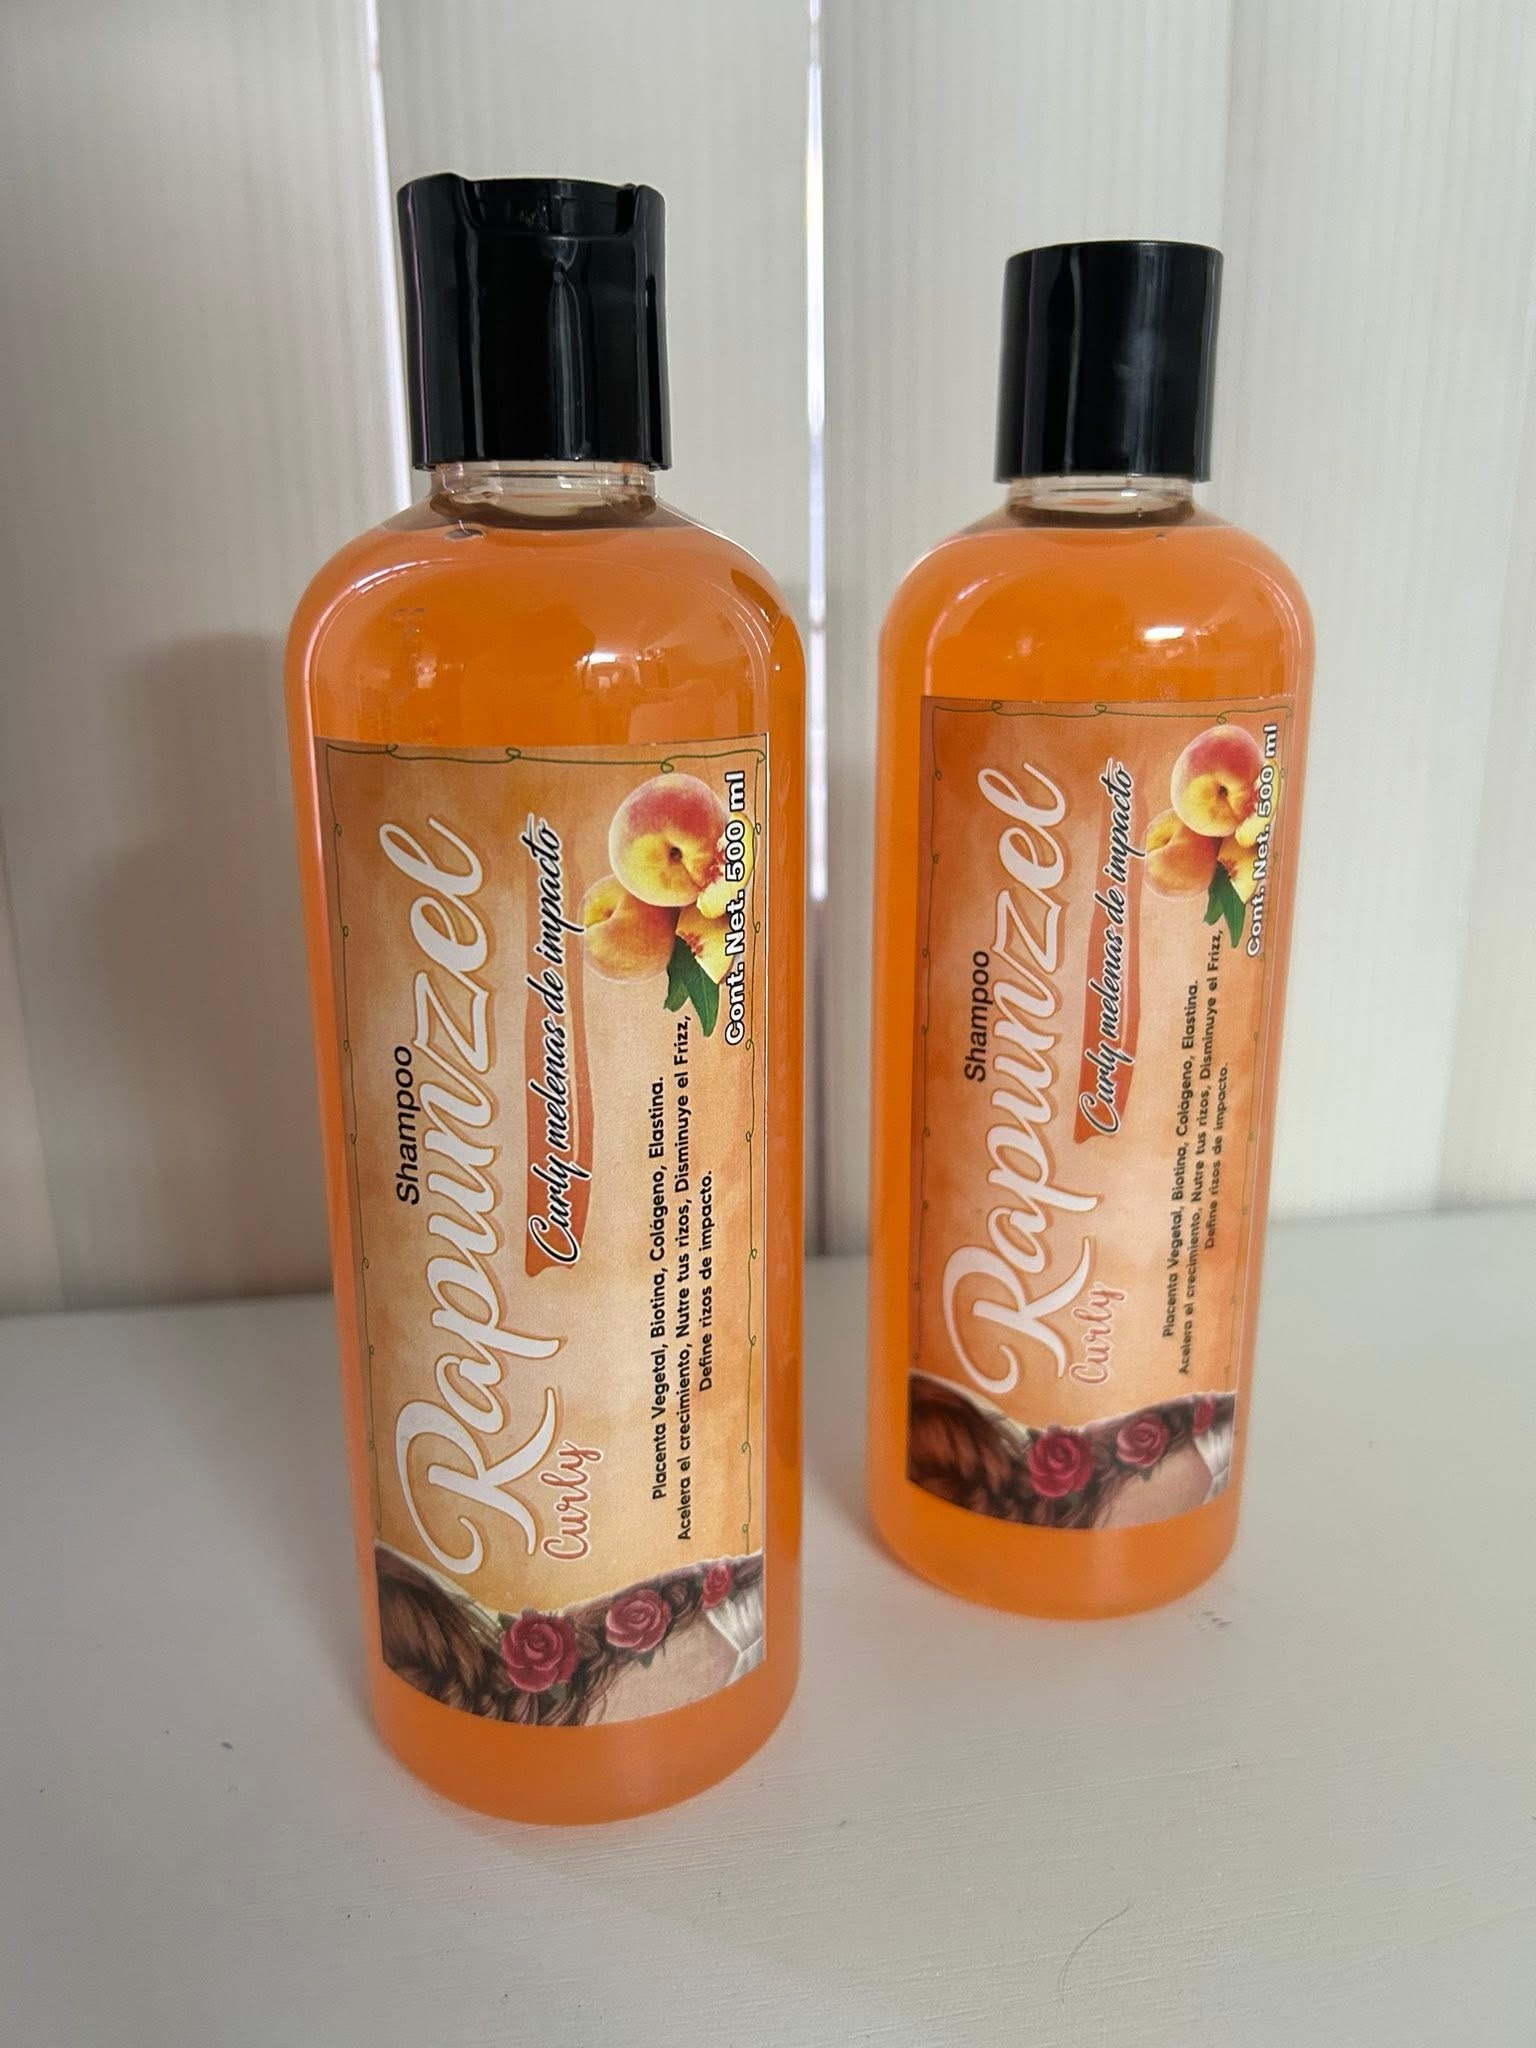 Shampoo
Rapunzel
Curly
Curly melenas de impacto
Placenta Vegetal, Biotina, Colágeno, Elastina.
Acelera el crecimiento, Nutre tus rizos, Disminuye el Frizz,
Define rizos de impacto.
Cont. Net. 500 ml
Shampoo
Rapunzel
Curly
Curly melenas de impacto
Placenta Vegetal, Biotina, Colágeno, Elastina.
Acelera el crecimiento, Nutre tus rizos, Disminuye el Frizz,
Define rizos de impacto.
Cont. Net. 500 ml